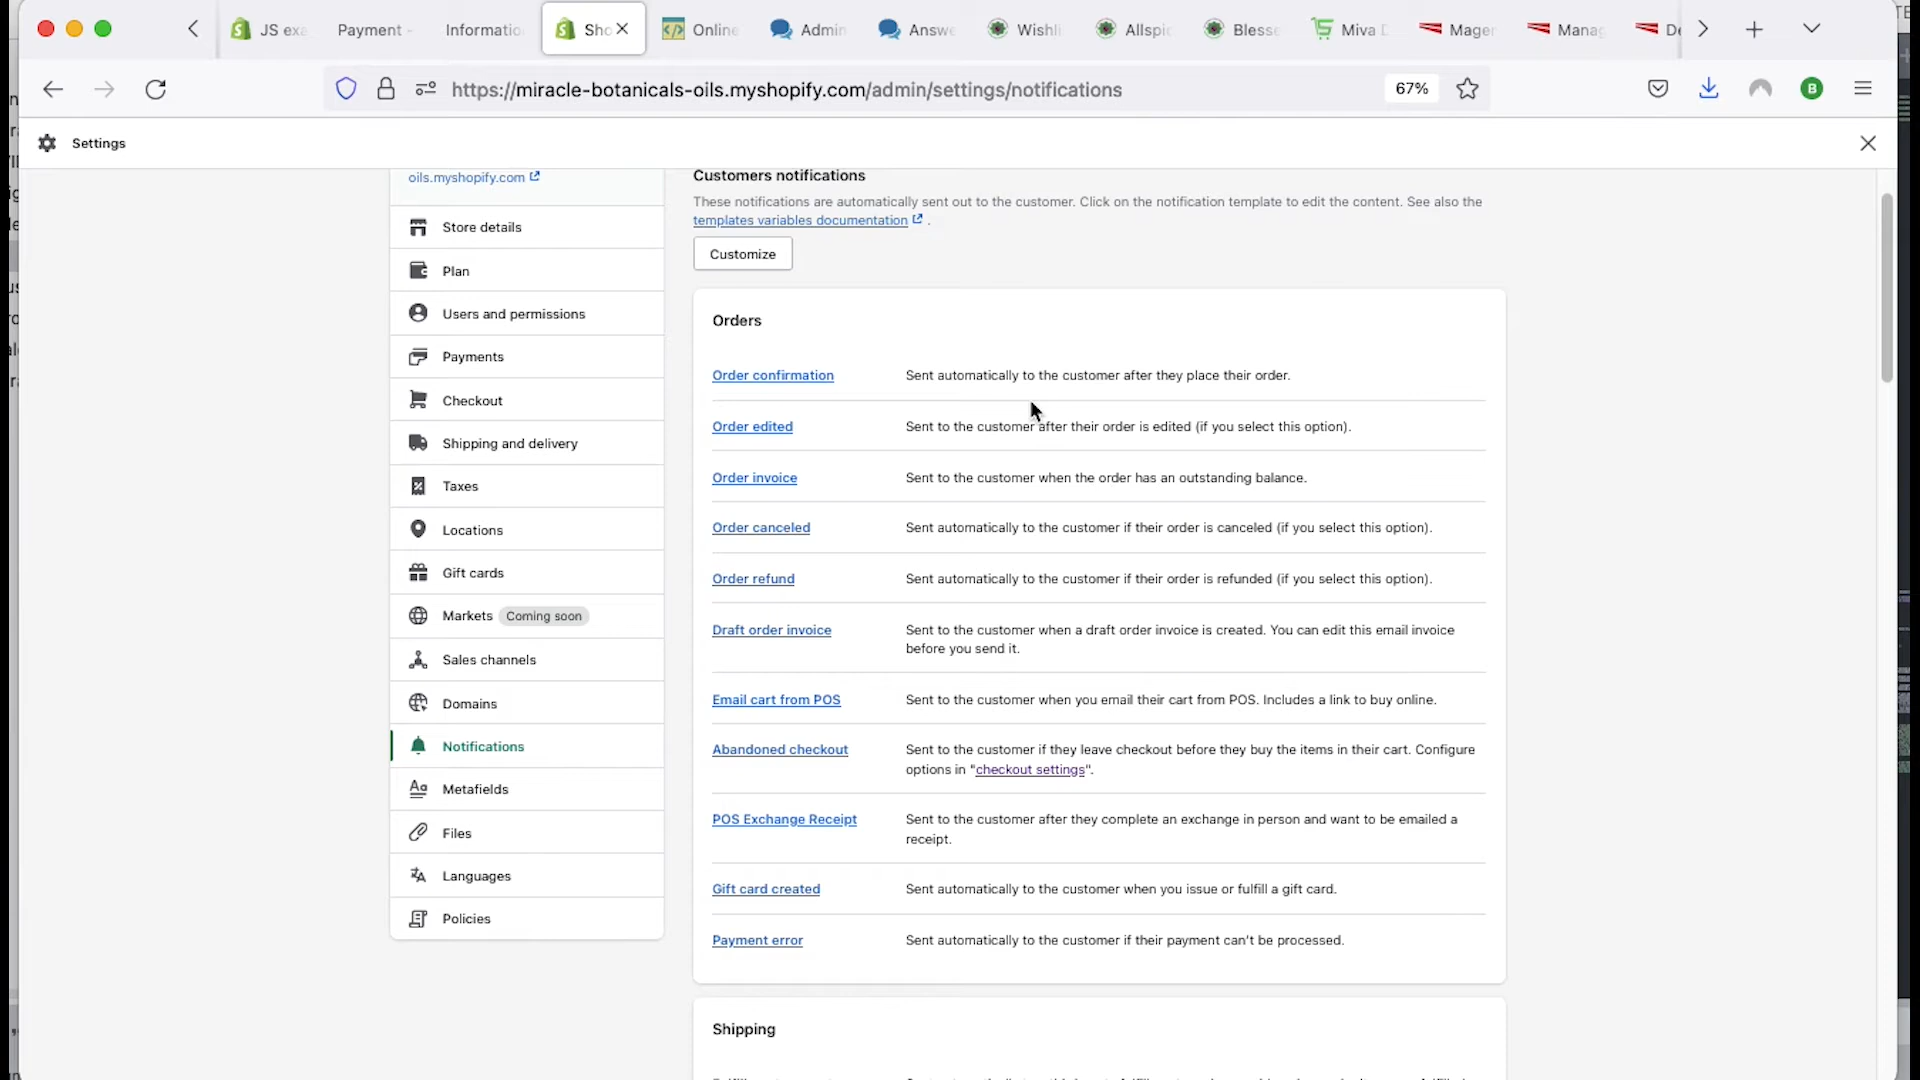 JS exa
Payment -
Informatio
Sho
Online
Admin
Answe
Wishli
Allspic
Blesse
Miva D
Magen
Mana
De
https://miracle-botanicals-oils.myshopify.com/admin/settings/notifications
67%
B
Settings
oils.myshopify.com
Store details
Plan
Users and permissions
Payments
Checkout
Shipping and delivery
Taxes
Locations
Gift cards
Markets Coming soon
Sales channels
Domains
Notifications
Metafields
Files
Languages
Policies
Customers notifications
These notifications are automatically sent out to the customer. Click on the notification template to edit the content. See also the
templates variables documentation .
Customize
Orders
Order confirmation Sent automatically to the customer after they place their order.
Order edited Sent to the customer after their order is edited (if you select this option).
Order invoice Sent to the customer when the order has an outstanding balance.
Order canceled Sent automatically to the customer if their order is canceled (if you select this option).
Order refund Sent automatically to the customer if their order is refunded (if you select this option).
Draft order invoice Sent to the customer when a draft order invoice is created. You can edit this email invoice
before you send it.
Email cart from POS Sent to the customer when you email their cart from POS. Includes a link to buy online.
Abandoned checkout Sent to the customer if they leave checkout before they buy the items in their cart. Configure
options in "checkout settings".
POS Exchange Receipt Sent to the customer after they complete an exchange in person and want to be emailed a
receipt.
Gift card created Sent automatically to the customer when you issue or fulfill a gift card.
Payment error Sent automatically to the customer if their payment can't be processed.
Shipping